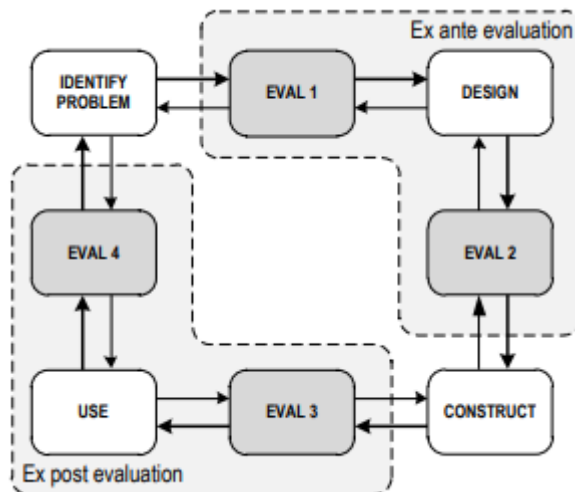 Ex ante evaluation
IDENTIFY
PROBLEM
EVAL 1
DESIGN
EVAL 4
EVAL 2
USE
EVAL 3
CONSTRUCT
Ex post evaluation